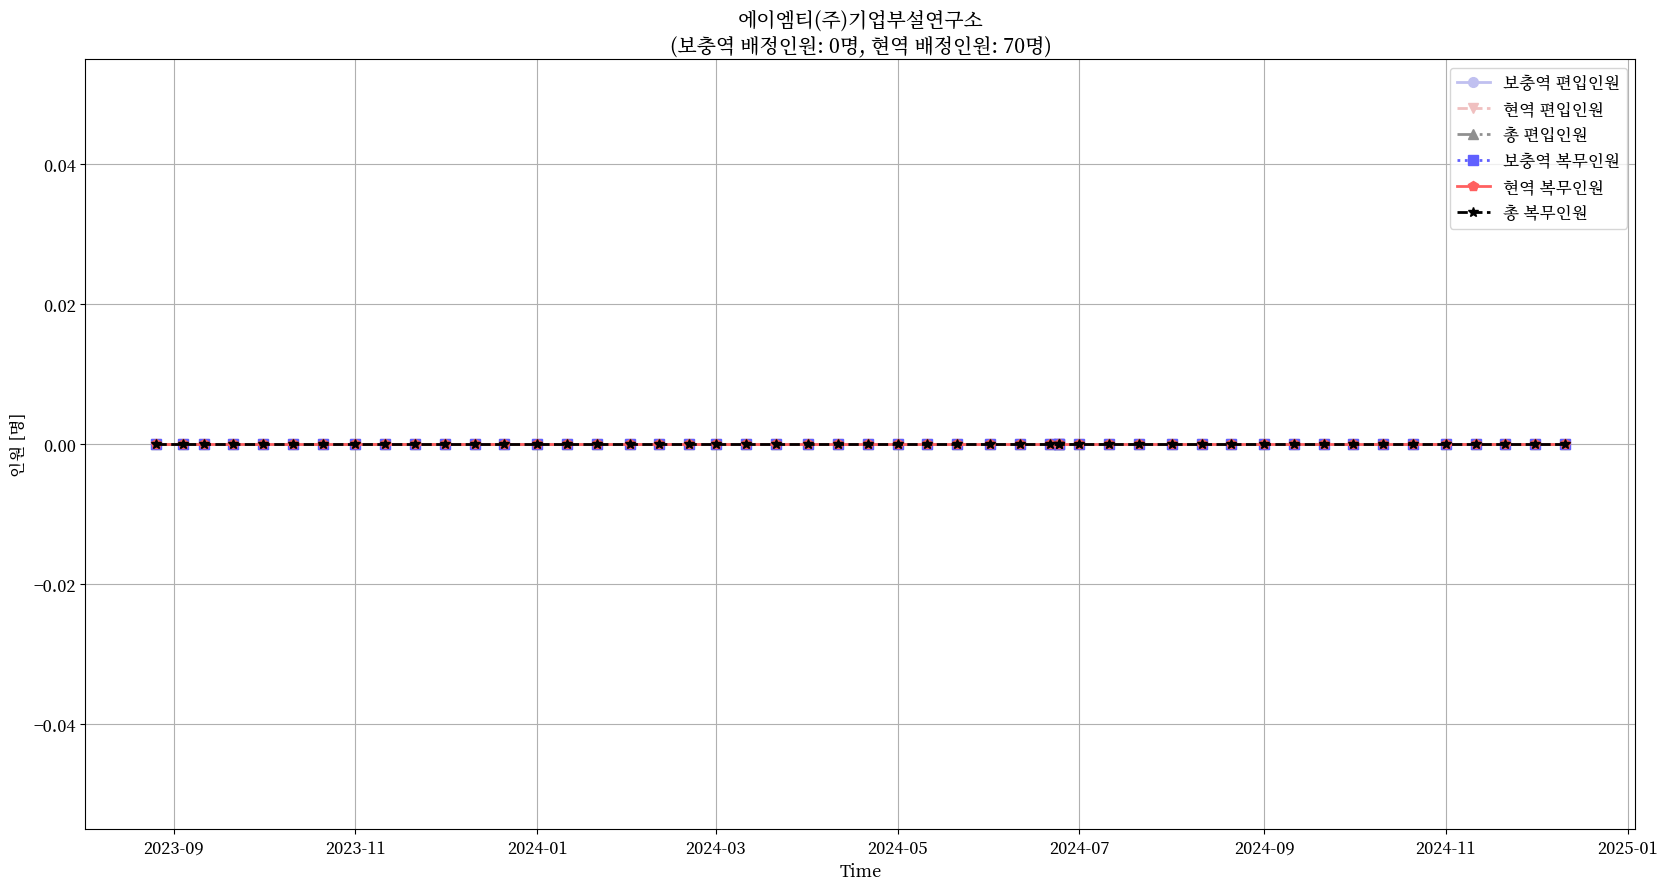 에이엠티(주)기업부설연구소
(보충역 배정인원: 0명, 현역 배정인원: 70명)
보충역 편입인원
현역 편입인원
총 편입인원
보충역 복무인원
현역 복무인원
총 복무인원
0.04
0.02
0.00
−0.02
−0.04
인원 [명]
2023-09
2023-11
2024-01
2024-03
2024-05
2024-07
2024-09
2024-11
2025-01
Time